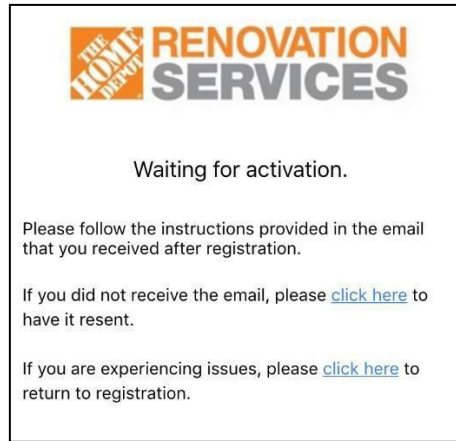 THE HOME DEPOT
RENOVATION
SERVICES
Waiting for activation.
Please follow the instructions provided in the email
that you received after registration.
If you did not receive the email, please click here to
have it resent.
If you are experiencing issues, please click here to
return to registration.